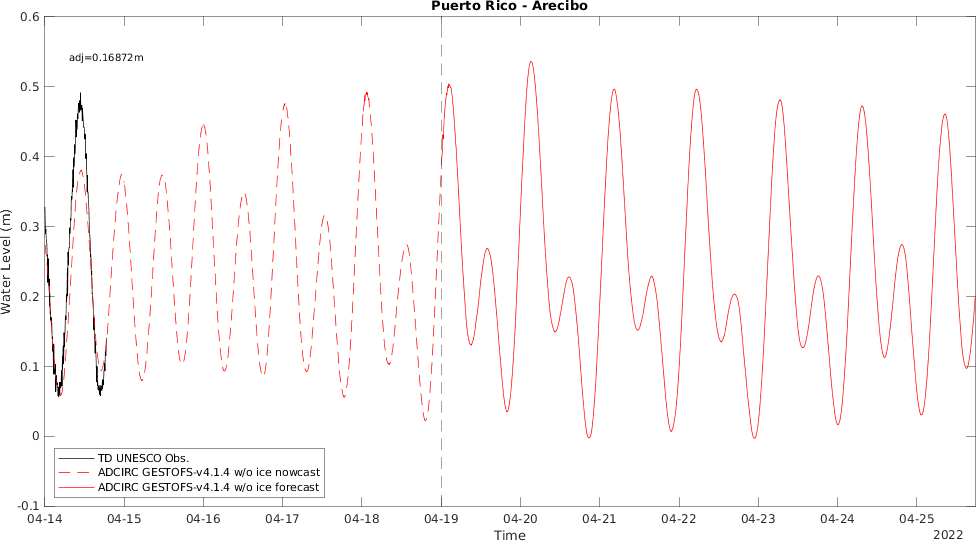 Puerto Rico - Arecibo
0.6
adj=0.16872m
0.5
0.4
0.3
0.2
0.1
0
-0.1
Water Level (m)
TD UNESCO Obs.
ADCIRC GESTOFS-v4.1.4 w/o ice nowcast
ADCIRC GESTOFS-v4.1.4 w/o ice forecast
04-14 04-15 04-16 04-17 04-18 04-19 04-20 04-21 04-22 04-23 04-24 04-25
Time
2022